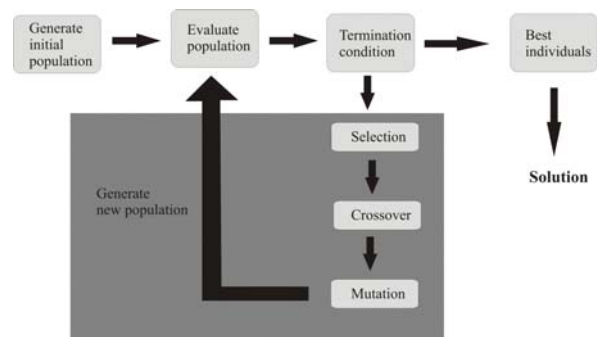 Generate
initial
population
Evaluate
population
Termination
condition
Best
individuals
Selection
Solution
Generate
new population
Crossover
Mutation